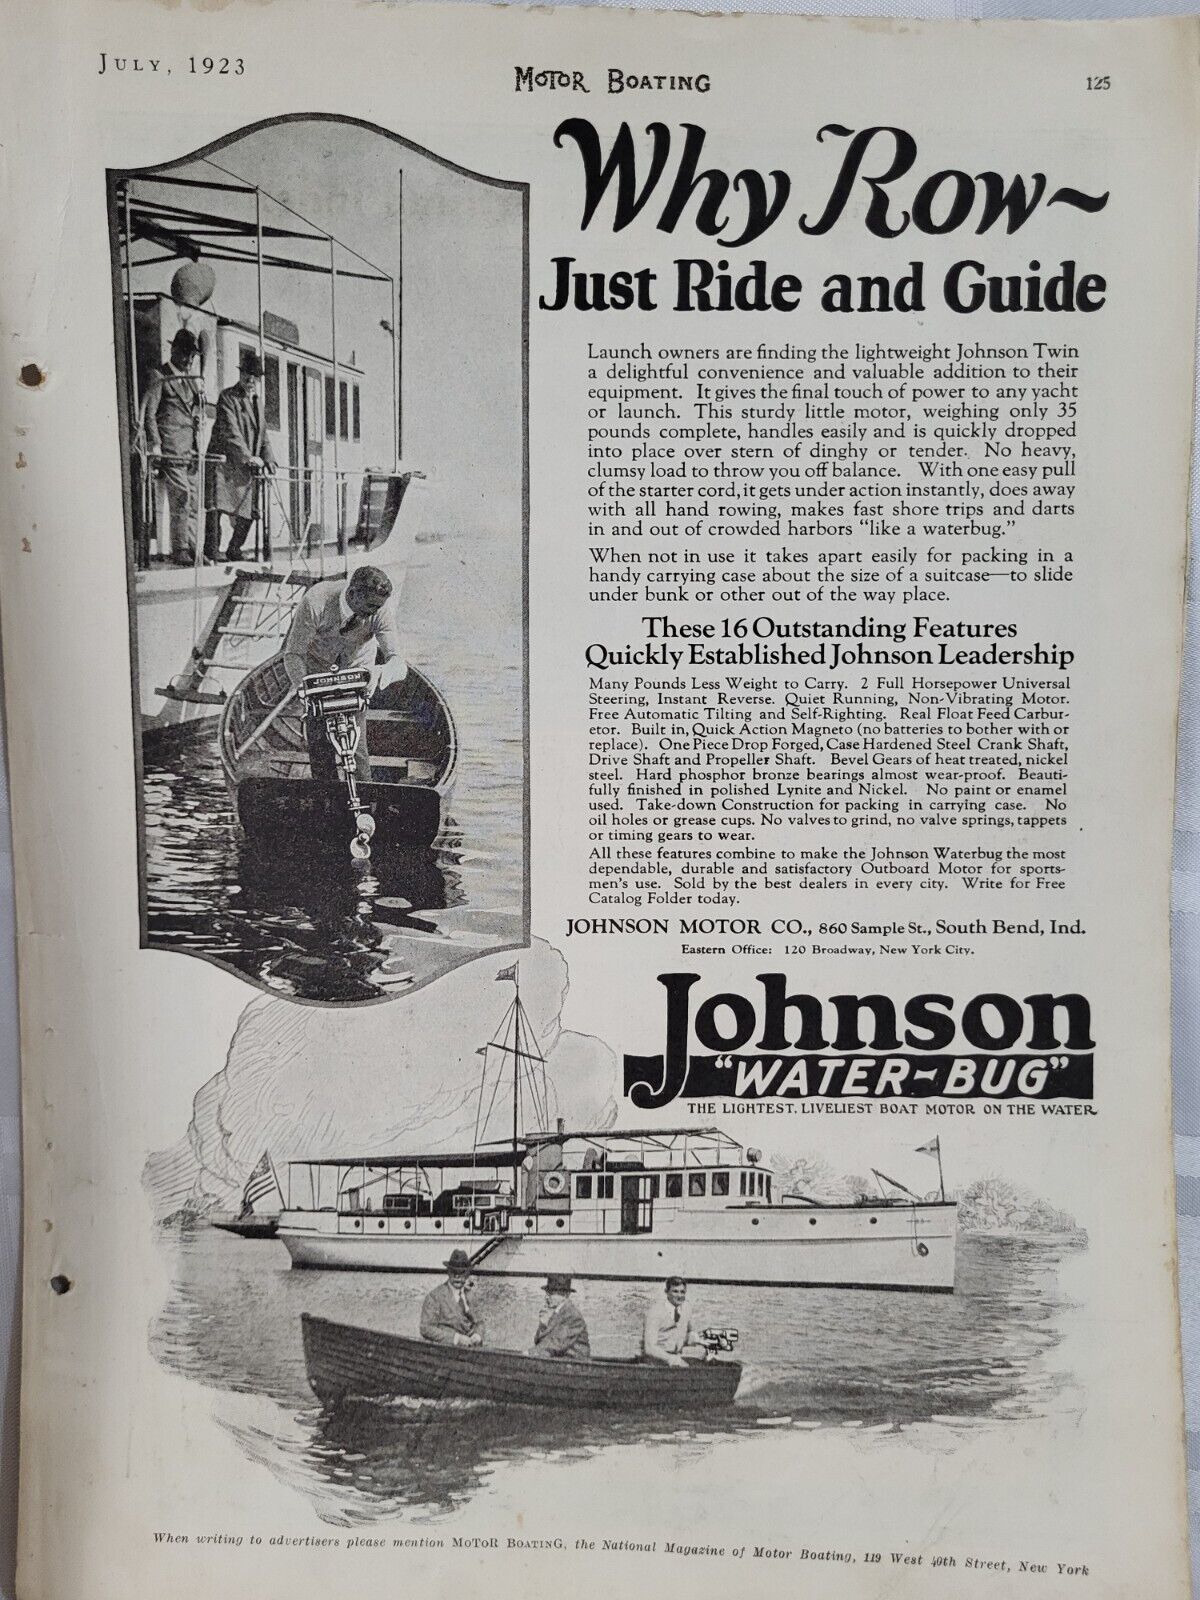 July, 1923
MoToR BoatinG
125
Why Row~
Just Ride and Guide
Launch owners are finding the lightweight Johnson Twin
a delightful convenience and valuable addition to their
equipment. It gives the final touch of power to any yacht
or launch. This sturdy little motor, weighing only 35
pounds complete, handles easily and is quickly dropped
into place over stern of dinghy or tender. No heavy,
clumsy load to throw you off balance. With one easy pull
of the starter cord, it gets under action instantly, does away
with all hand rowing, makes fast shore trips and darts
in and out of crowded harbors "like a waterbug."
When not in use it takes apart easily for packing in a
handy carrying case about the size of a suitcase—to slide
under bunk or other out of the way place.
These 16 Outstanding Features
Quickly Established Johnson Leadership
Many Pounds Less Weight to Carry. 2 Full Horsepower Universal
Steering, Instant Reverse. Quiet Running, Non-Vibrating Motor.
Free Automatic Tilting and Self-Righting. Real Float Feed Carbur-
etor. Built in, Quick Action Magneto (no batteries to bother with or
replace). One Piece Drop Forged, Case Hardened Steel Crank Shaft,
Drive Shaft and Propeller Shaft. Bevel Gears of heat treated, nickel
steel. Hard phosphor bronze bearings almost wear-proof. Beauti-
fully finished in polished Lynite and Nickel. No paint or enamel
used. Take-down Construction for packing in carrying case. No
oil holes or grease cups. No valves to grind, no valve springs, tappets
or timing gears to wear.
All these features combine to make the Johnson Waterbug the most
dependable, durable and satisfactory Outboard Motor for sports-
men's use. Sold by the best dealers in every city. Write for Free
Catalog Folder today.
JOHNSON MOTOR CO., 860 Sample St., South Bend, Ind.
Eastern Office: 120 Broadway, New York City.
JOHNSON
Johnson
"WATER-BUG"
THE LIGHTEST, LIVELIEST BOAT MOTOR ON THE WATER
When writing to advertisers please mention MoToR BoatinG, the National Magazine of Motor Boating, 119 West 40th Street, New York